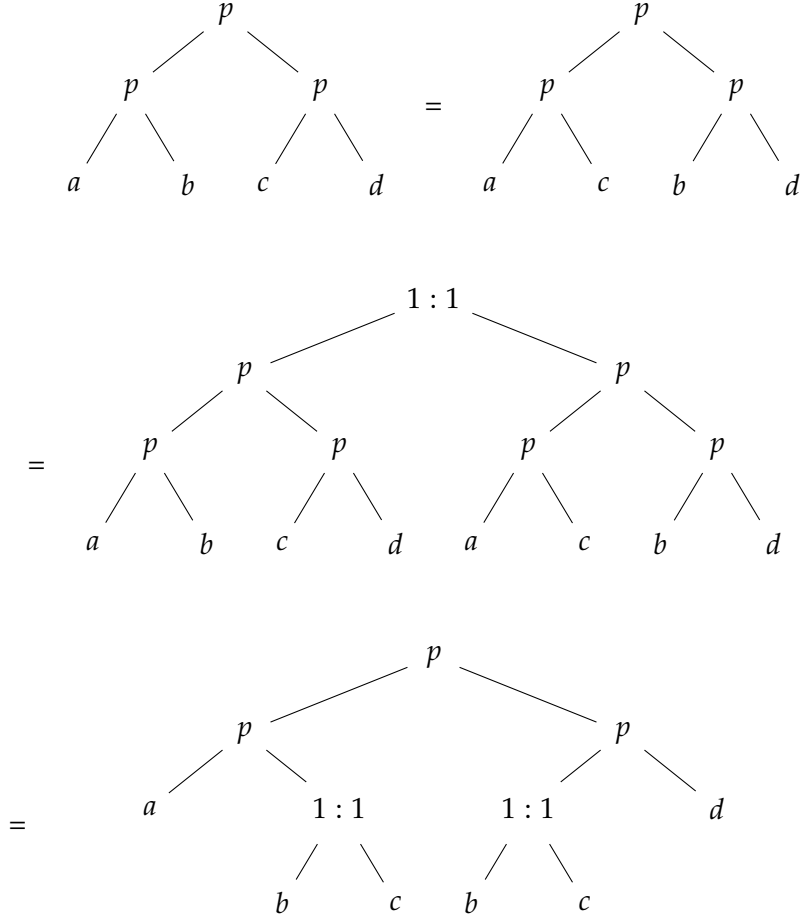 p p
p p = p p
a b c d a c b d
1 : 1
p p
= p p p p
a b c d a c b d
p
p p
= a 1 : 1 1 : 1 d
b c b c